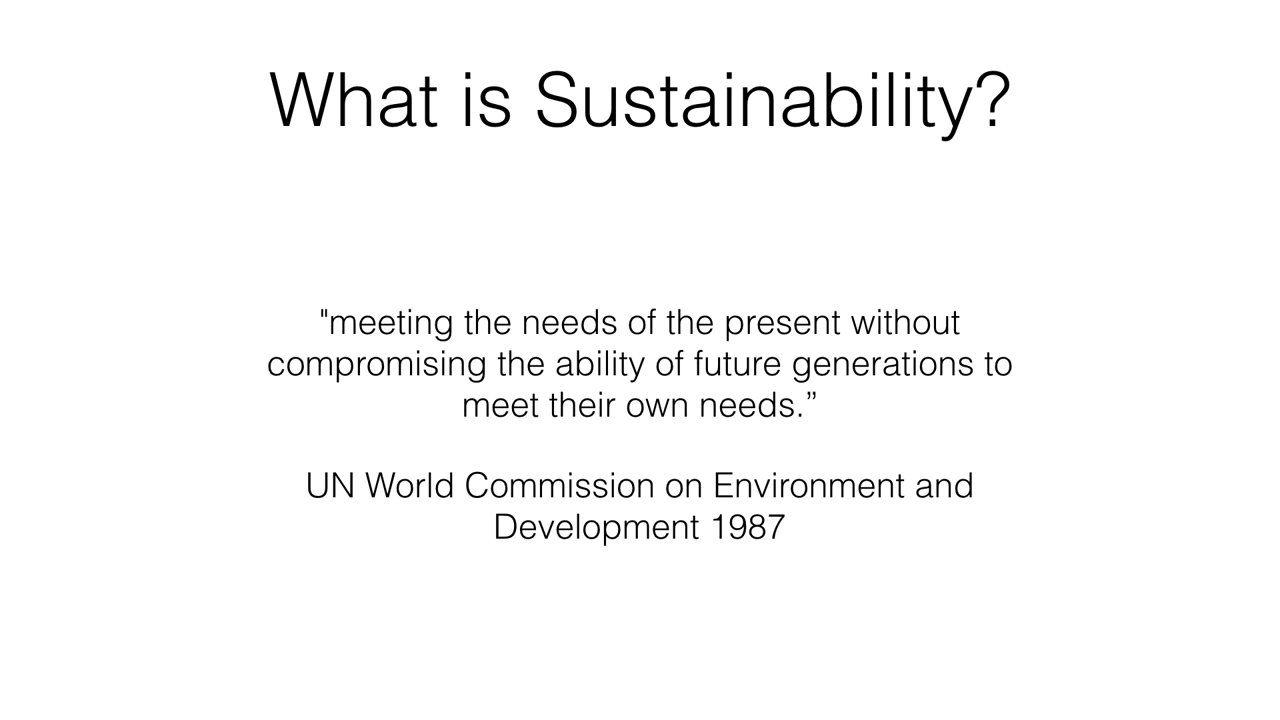 What is Sustainability?
"meeting the needs of the present without
compromising the ability of future generations to
meet their own needs.”
UN World Commission on Environment and
Development 1987